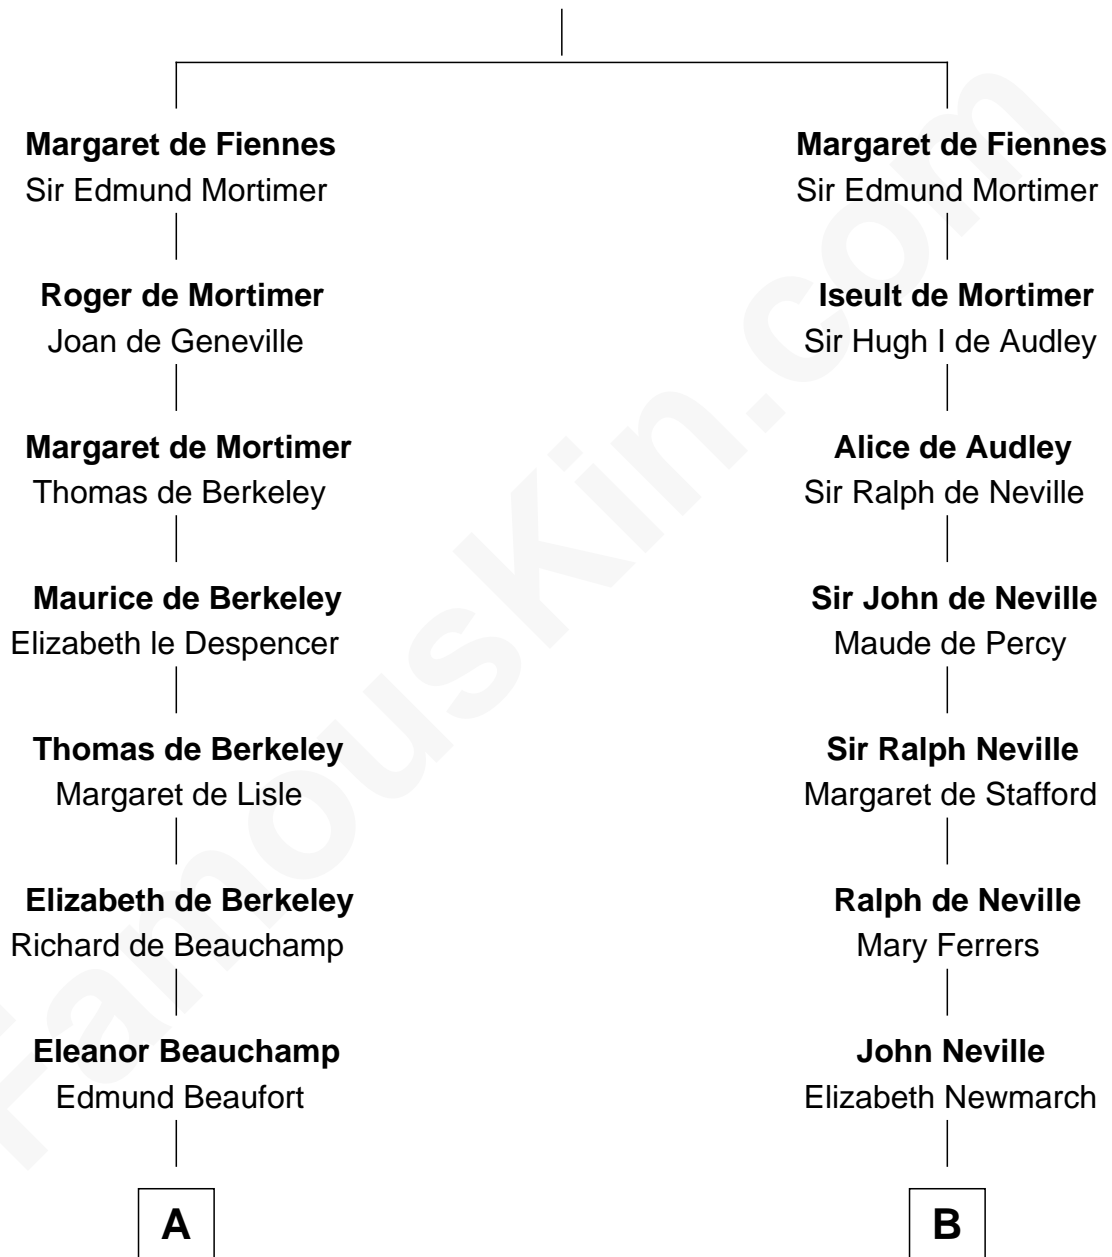 Margaret de Fiennes
Sir Edmund Mortimer
Roger de Mortimer
Joan de Geneville
Margaret de Mortimer
Thomas de Berkeley
Maurice de Berkeley
Elizabeth le Despencer
Thomas de Berkeley
Margaret de Lisle
Elizabeth de Berkeley
Richard de Beauchamp
Eleanor Beauchamp
Edmund Beaufort
A
Margaret de Fiennes
Sir Edmund Mortimer
Iseult de Mortimer
Sir Hugh I de Audley
Alice de Audley
Sir Ralph de Neville
Sir John de Neville
Maude de Percy
Sir Ralph Neville
Margaret de Stafford
Ralph de Neville
Mary Ferrers
John Neville
Elizabeth Newmarch
B
FamousKin.com